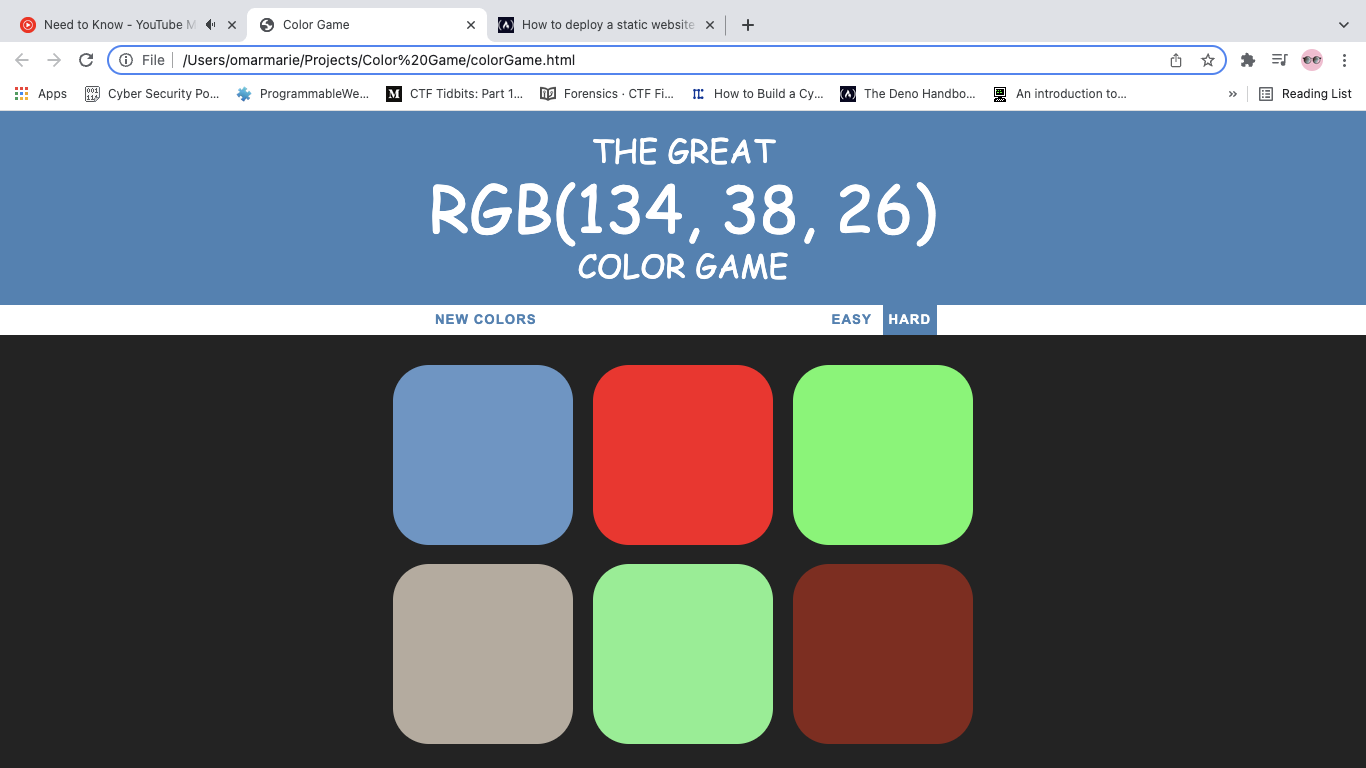 Need to Know - YouTube M
Color Game
How to deploy a static website
File
/Users/omarmarie/Projects/Color%20Game/colorGame.html
Apps
Cyber Security Po...
ProgrammableWe...
CTF Tidbits: Part 1...
Forensics · CTF Fi...
How to Build a Cy...
The Deno Handbo...
An introduction to...
»
Reading List
THE GREAT
RGB(134, 38, 26)
COLOR GAME
NEW COLORS
EASY
HARD